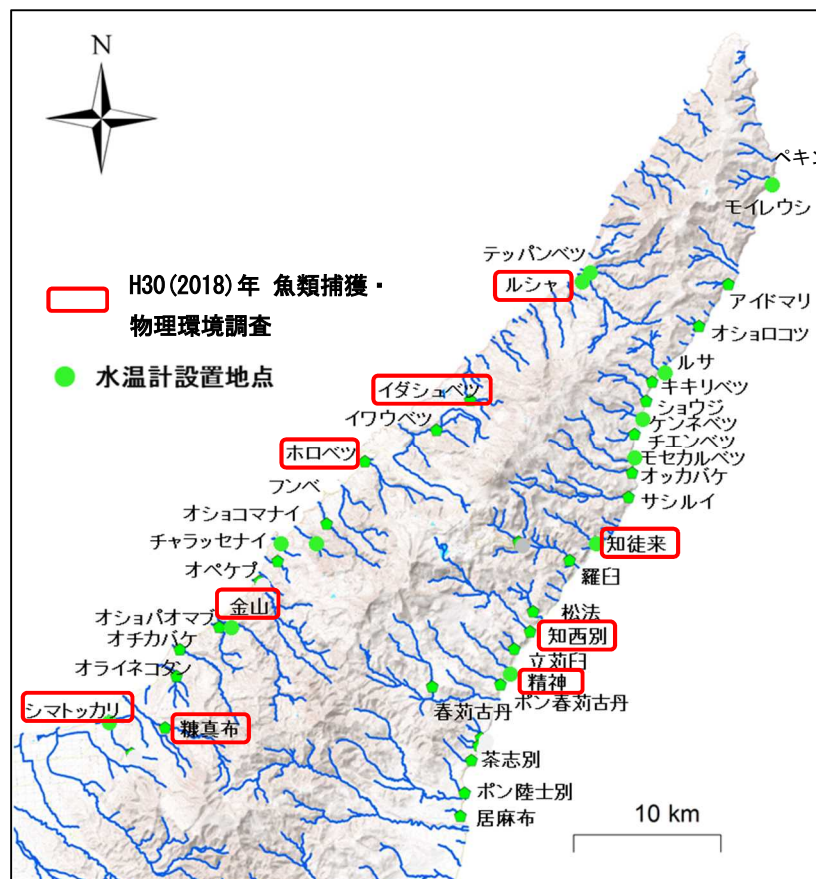 N
ペキン
モイレウシ
テッパンベツ
H30(2018)年 魚類捕獲・
物理環境調査
ルシャ
アイドマリ
オショロコツ
水温計設置地点
ルサ
イダシュベツ
キキリベツ
ショウジ
イワウベツ
ケンネベツ
チエンベツ
ホロベツ
モセカルベツ
オッカバケ
フンベ
サシルイ
オショコマナイ
チャラッセナイ
知徒来
オペケプ
羅臼
金山
オショパオマブ
松法
オチカバケ
知西別
立苅臼
オライネコタン
精神
ポン春苅古丹
春苅古丹
シマトッカリ
糠真布
茶志別
ポン陸士別
10 km
居麻布